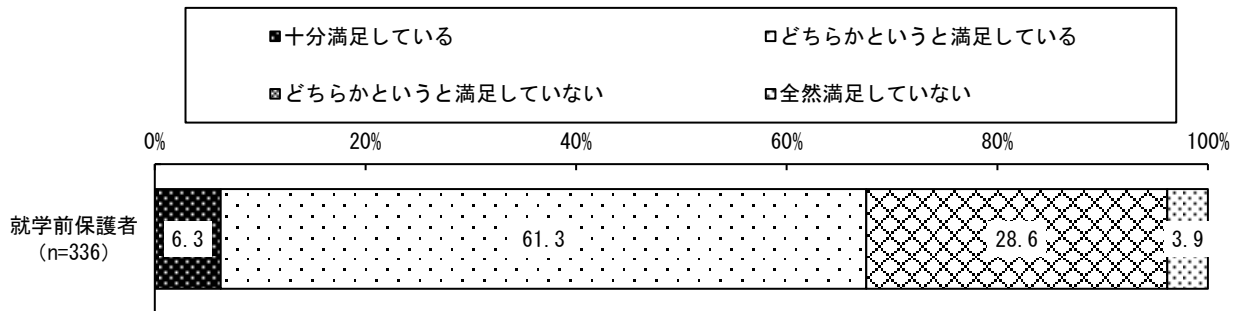 十分満足している
どちらかというと満足している
どちらかというと満足していない
全然満足していない
0% 20% 40% 60% 80% 100%
就学前保護者
(n=336)
6.3 61.3 28.6 3.9